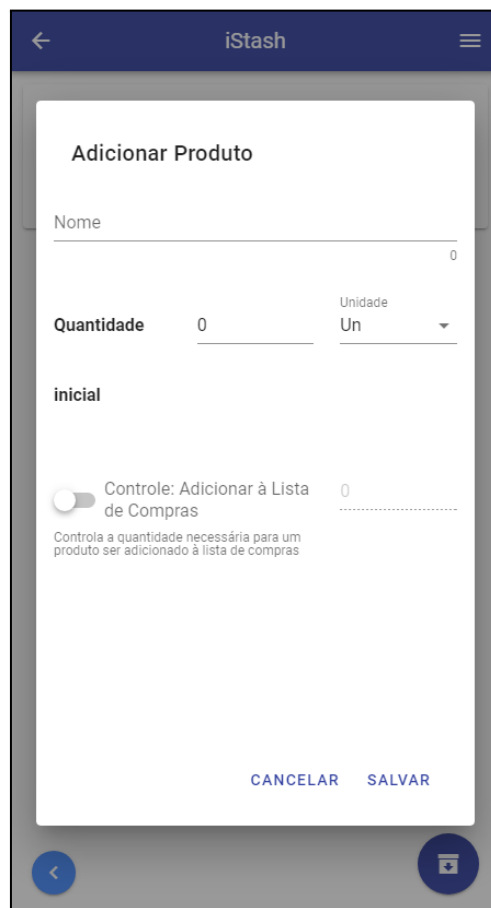 iStash
Adicionar Produto
Nome
0
Unidade
Quantidade 0 Un
inicial
Controle: Adicionar à Lista 0
de Compras
Controla a quantidade necessária para um
produto ser adicionado à lista de compras
CANCELAR SALVAR